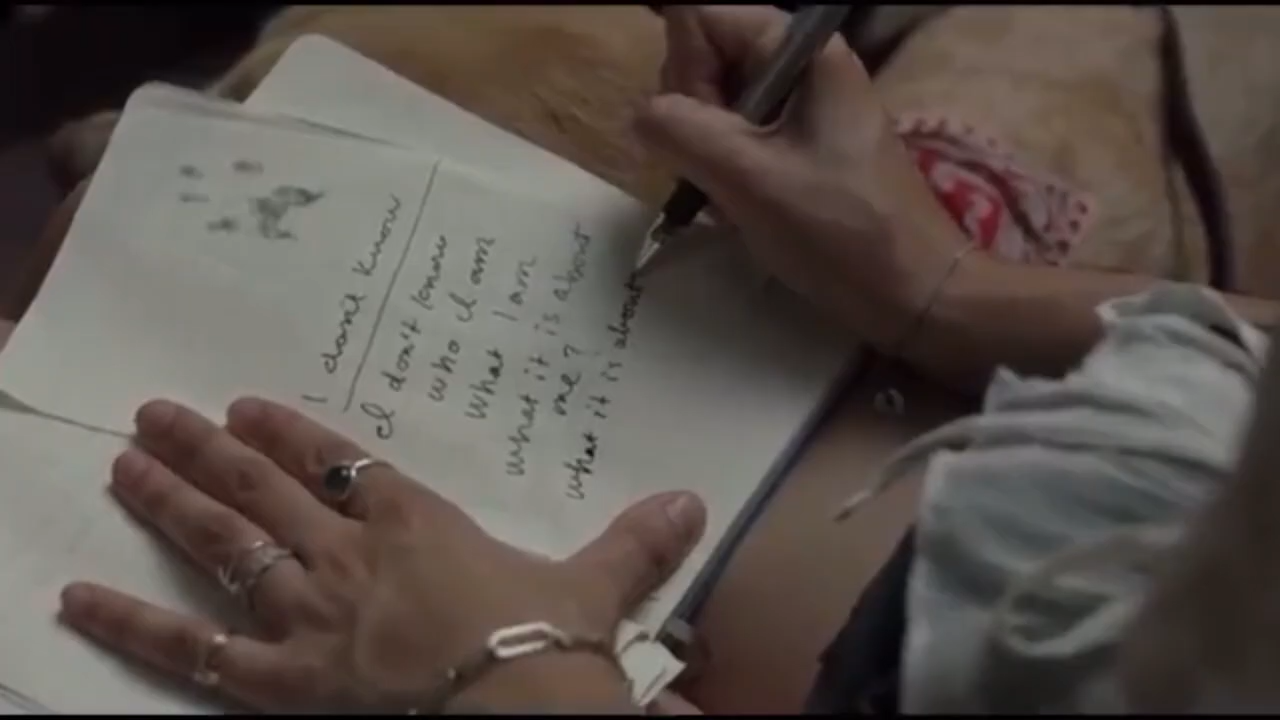 I don't know
I don't know
who I am
what I am
what it is about
me?
what it is about